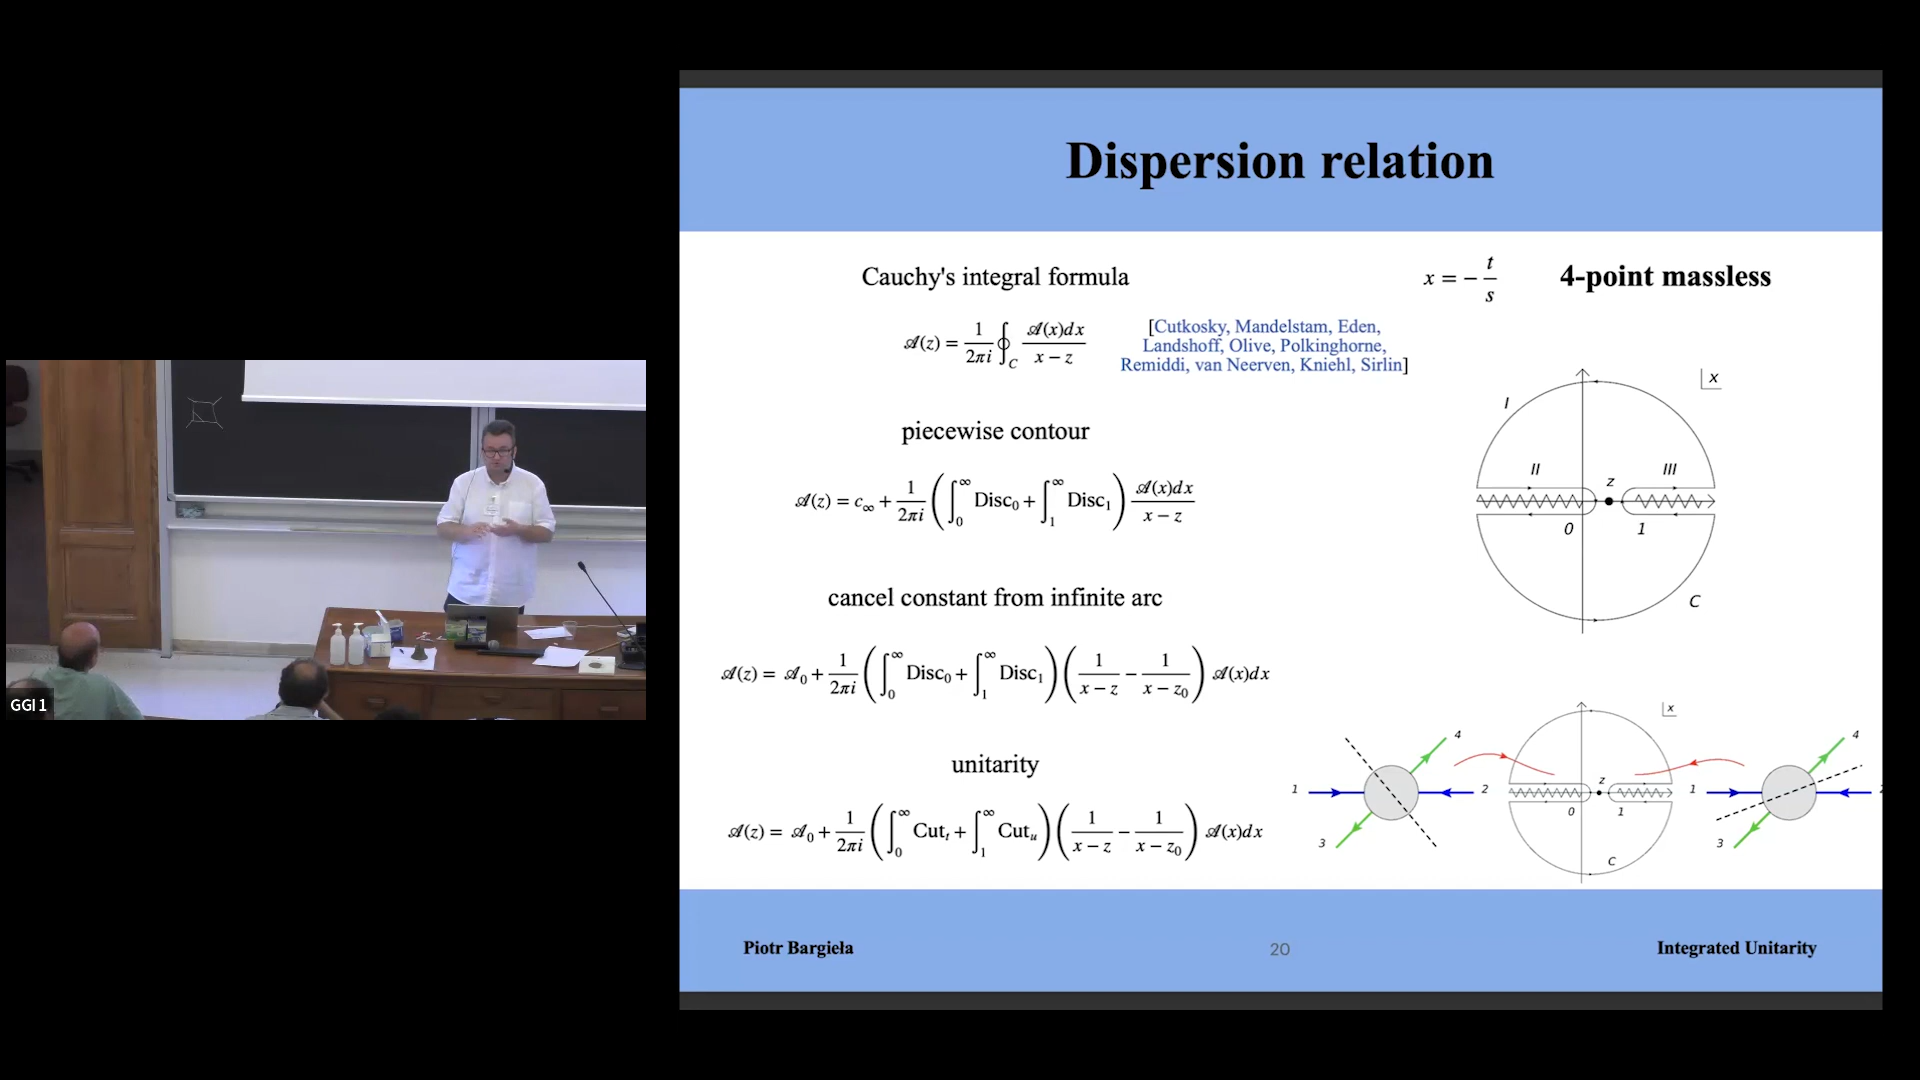 Dispersion relation
Cauchy's integral formula
x = − t/s
4-point massless
𝒜(z) = 1/2πi ∮_C 𝒜(x)dx / x − z
[Cutkosky, Mandelstam, Eden,
Landshoff, Olive, Polkinghorne,
Remiddi, van Neerven, Kniehl, Sirlin]
x
I
II
III
z
0
1
C
piecewise contour
𝒜(z) = c_∞ + 1/2πi ( ∫_0^∞ Disc_0 + ∫_1^∞ Disc_1 ) 𝒜(x)dx / x − z
cancel constant from infinite arc
𝒜(z) = 𝒜_0 + 1/2πi ( ∫_0^∞ Disc_0 + ∫_1^∞ Disc_1 ) ( 1/x − z − 1/x − z_0 ) 𝒜(x)dx
unitarity
𝒜(z) = 𝒜_0 + 1/2πi ( ∫_0^∞ Cut_t + ∫_1^∞ Cut_u ) ( 1/x − z − 1/x − z_0 ) 𝒜(x)dx
1
2
3
4
x
z
0
1
C
1
3
4
Piotr Bargieła
20
Integrated Unitarity
GGI 1